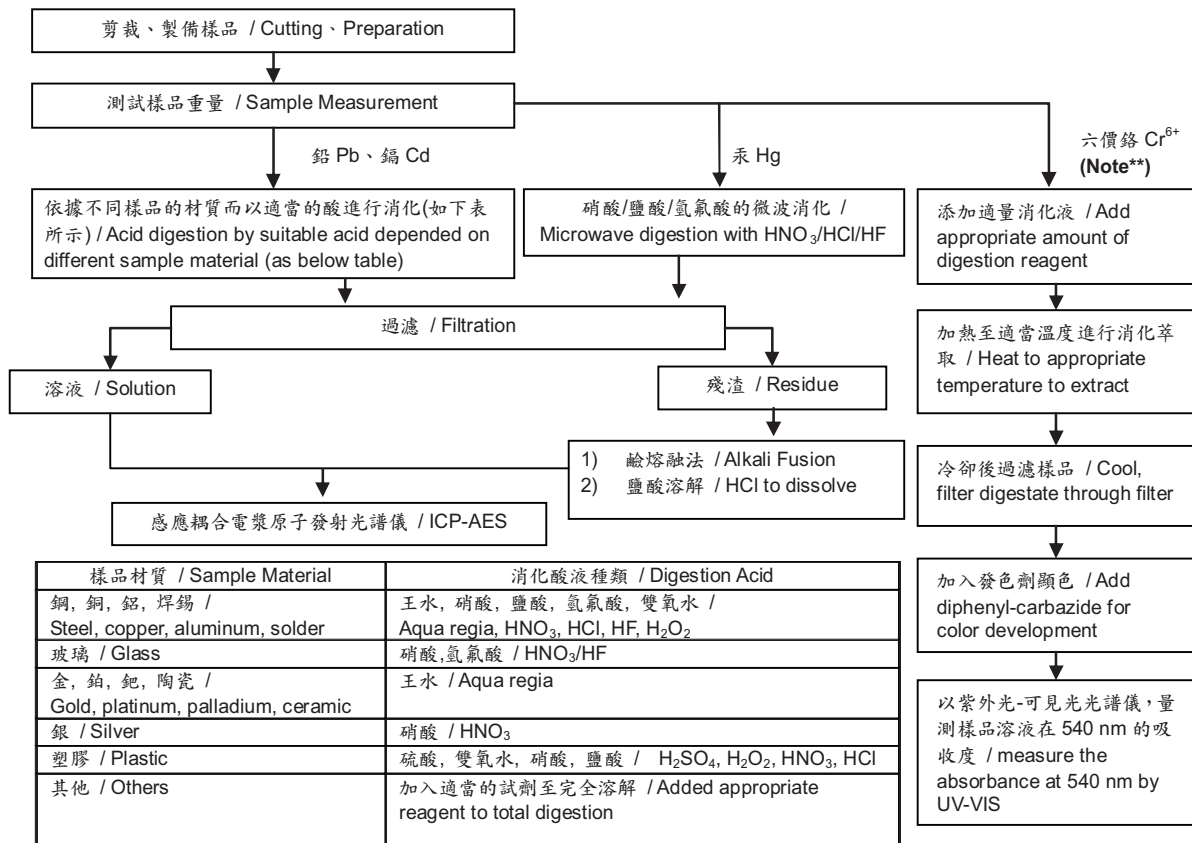 剪裁、製備樣品 / Cutting、Preparation
測試樣品重量 / Sample Measurement
鉛 Pb、鎘 Cd
汞 Hg
六價鉻 Cr⁶⁺
(Note**)
依據不同樣品的材質而以適當的酸進行消化(如下表
所示) / Acid digestion by suitable acid depended on
different sample material (as below table)
硝酸/鹽酸/氫氟酸的微波消化 /
Microwave digestion with HNO₃/HCl/HF
添加適量消化液 / Add
appropriate amount of
digestion reagent
過濾 / Filtration
加熱至適當溫度進行消化萃
取 / Heat to appropriate
temperature to extract
溶液 / Solution
殘渣 / Residue
1) 鹼熔融法 / Alkali Fusion
2) 鹽酸溶解 / HCl to dissolve
冷卻後過濾樣品 / Cool,
filter digestate through filter
感應耦合電漿原子發射光譜儀 / ICP-AES
加入發色劑顯色 / Add
diphenyl-carbazide for
color development
以紫外光-可見光光譜儀，量
測樣品溶液在 540 nm 的吸
收度 / measure the
absorbance at 540 nm by
UV-VIS
樣品材質 / Sample Material
消化酸液種類 / Digestion Acid
鋼, 銅, 鋁, 焊錫 /
Steel, copper, aluminum, solder
王水, 硝酸, 鹽酸, 氫氟酸, 雙氧水 /
Aqua regia, HNO₃, HCl, HF, H₂O₂
玻璃 / Glass
硝酸,氫氟酸 / HNO₃/HF
金, 鉑, 鈀, 陶瓷 /
Gold, platinum, palladium, ceramic
王水 / Aqua regia
銀 / Silver
硝酸 / HNO₃
塑膠 / Plastic
硫酸, 雙氧水, 硝酸, 鹽酸 / H₂SO₄, H₂O₂, HNO₃, HCl
其他 / Others
加入適當的試劑至完全溶解 / Added appropriate
reagent to total digestion